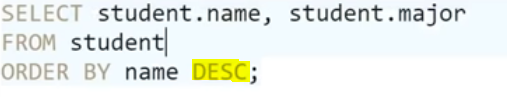 SELECT student.name, student.major
FROM student
ORDER BY name DESC;